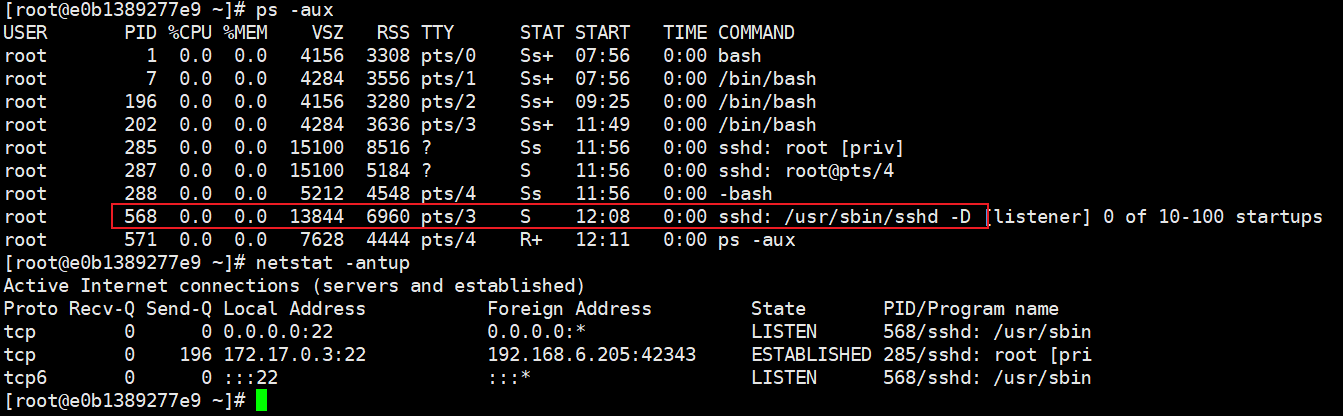 [root@e0b1389277e9 ~]# ps -aux
USER PID %CPU %MEM VSZ RSS TTY STAT START TIME COMMAND
root 1 0.0 0.0 4156 3308 pts/0 Ss+ 07:56 0:00 bash
root 7 0.0 0.0 4284 3556 pts/1 Ss+ 07:56 0:00 /bin/bash
root 196 0.0 0.0 4156 3280 pts/2 Ss+ 09:25 0:00 /bin/bash
root 202 0.0 0.0 4284 3636 pts/3 Ss+ 11:49 0:00 /bin/bash
root 285 0.0 0.0 15100 8516 ? Ss 11:56 0:00 sshd: root [priv]
root 287 0.0 0.0 15100 5184 ? S 11:56 0:00 sshd: root@pts/4
root 288 0.0 0.0 5212 4548 pts/4 Ss 11:56 0:00 -bash
root 568 0.0 0.0 13844 6960 pts/3 S 12:08 0:00 sshd: /usr/sbin/sshd -D [listener] 0 of 10-100 startups
root 571 0.0 0.0 7628 4444 pts/4 R+ 12:11 0:00 ps -aux
[root@e0b1389277e9 ~]# netstat -antup
Active Internet connections (servers and established)
Proto Recv-Q Send-Q Local Address Foreign Address State PID/Program name
tcp 0 0 0.0.0.0:22 0.0.0.0:* LISTEN 568/sshd: /usr/sbin
tcp 0 196 172.17.0.3:22 192.168.6.205:42343 ESTABLISHED 285/sshd: root [pri
tcp6 0 0 :::22 :::* LISTEN 568/sshd: /usr/sbin
[root@e0b1389277e9 ~]#